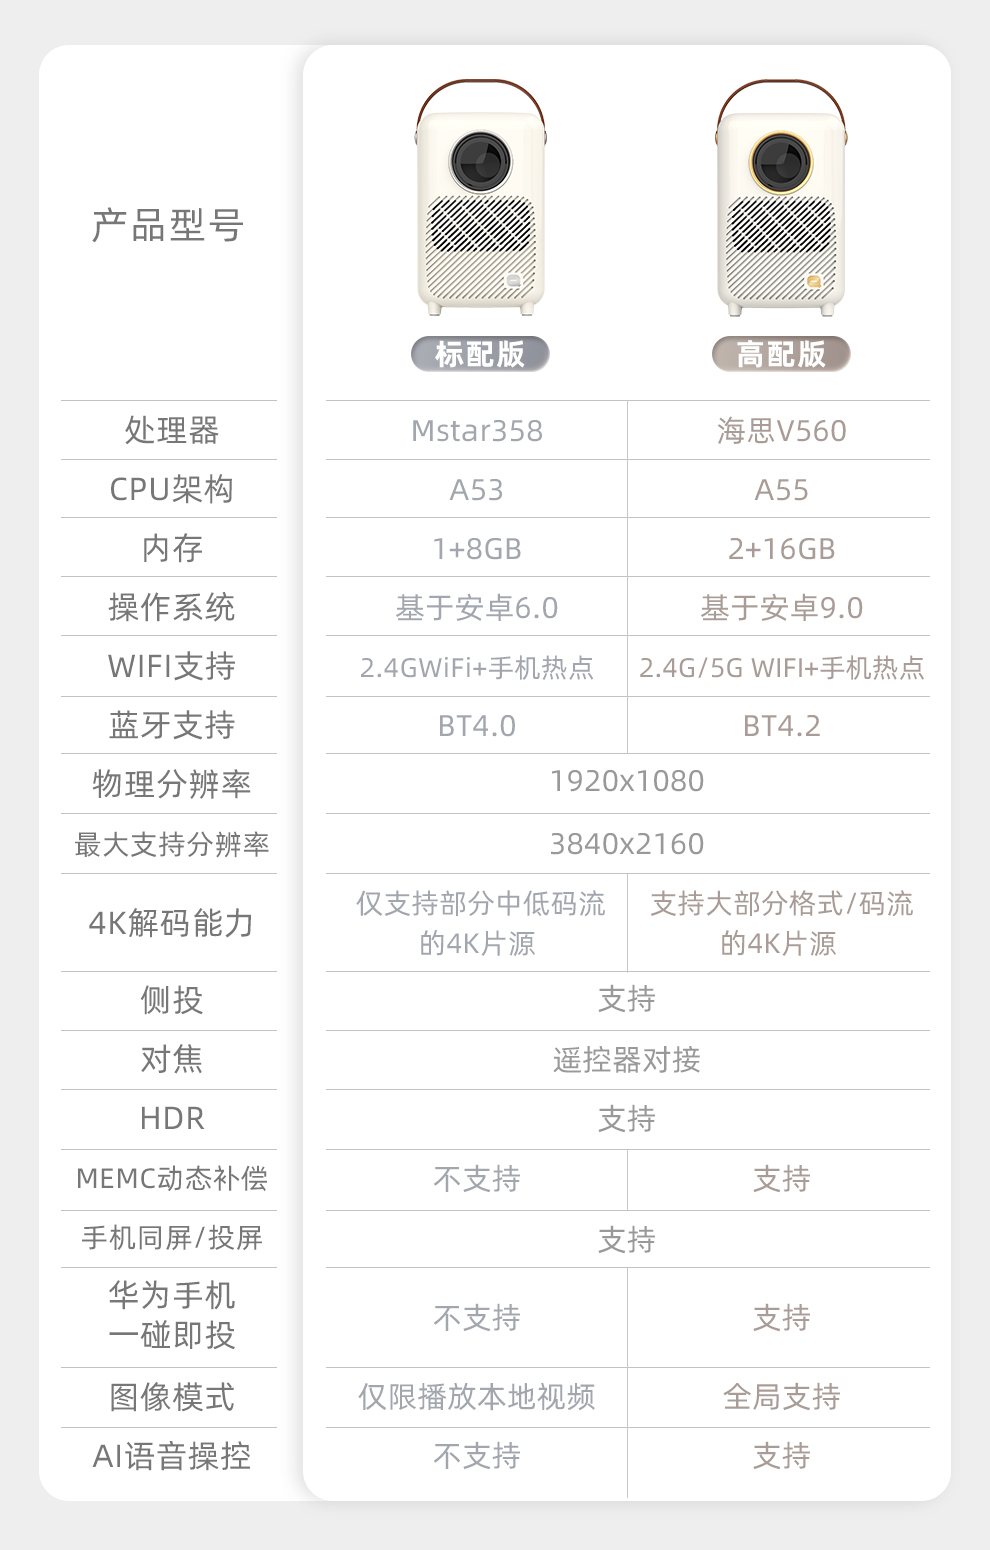 产品型号
标配版 高配版
处理器 Mstar358 海思V560
CPU架构 A53 A55
内存 1+8GB 2+16GB
操作系统 基于安卓6.0 基于安卓9.0
WIFI支持 2.4GWiFi+手机热点 2.4G/5G WIFI+手机热点
蓝牙支持 BT4.0 BT4.2
物理分辨率 1920x1080
最大支持分辨率 3840x2160
4K解码能力 仅支持部分中低码流 支持大部分格式/码流
的4K片源 的4K片源
侧投 支持
对焦 遥控器对接
HDR 支持
MEMC动态补偿 不支持 支持
手机同屏/投屏 支持
华为手机
一碰即投 不支持 支持
图像模式 仅限播放本地视频 全局支持
AI语音操控 不支持 支持